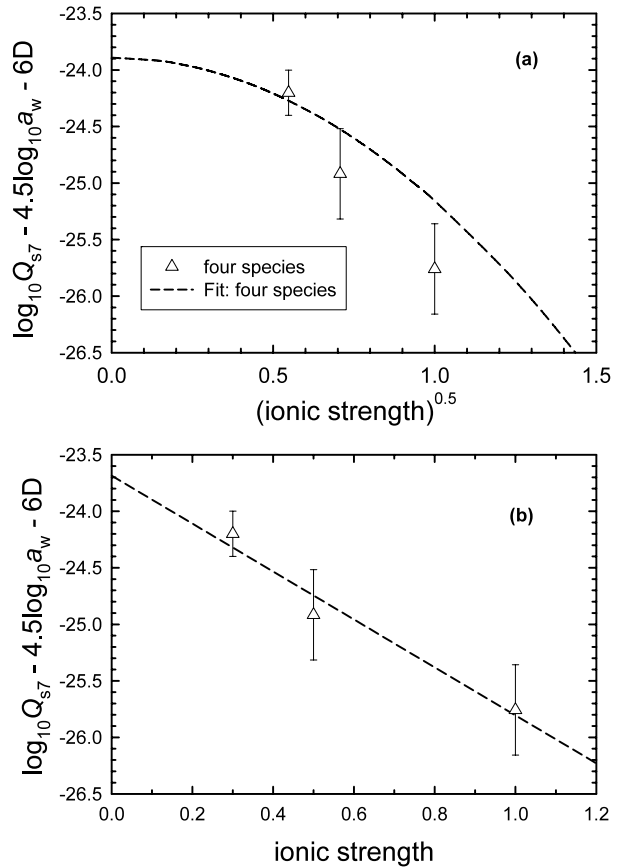 log10Qs7 - 4.5log10aw - 6D
-23.5
-24.0
-24.5
-25.0
-25.5
-26.0
-26.5
(a)
four species
Fit: four species
0.0 0.5 1.0 1.5
(ionic strength)0.5
log10Qs7 - 4.5log10aw - 6D
-23.5
-24.0
-24.5
-25.0
-25.5
-26.0
-26.5
(b)
0.0 0.2 0.4 0.6 0.8 1.0 1.2
ionic strength